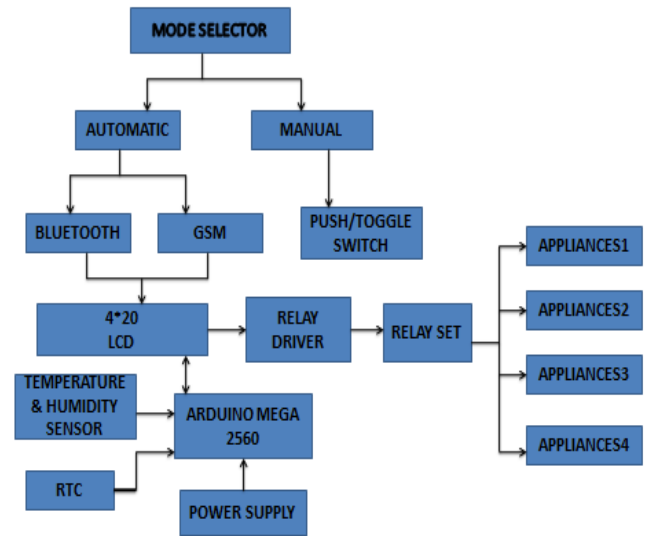 MODE SELECTOR
AUTOMATIC
MANUAL
BLUETOOTH
GSM
PUSH/TOGGLE
SWITCH
APPLIANCES1
4*20
LCD
RELAY
DRIVER
RELAY SET
APPLIANCES2
APPLIANCES3
TEMPERATURE
& HUMIDITY
SENSOR
ARDUINO MEGA
2560
APPLIANCES4
RTC
POWER SUPPLY